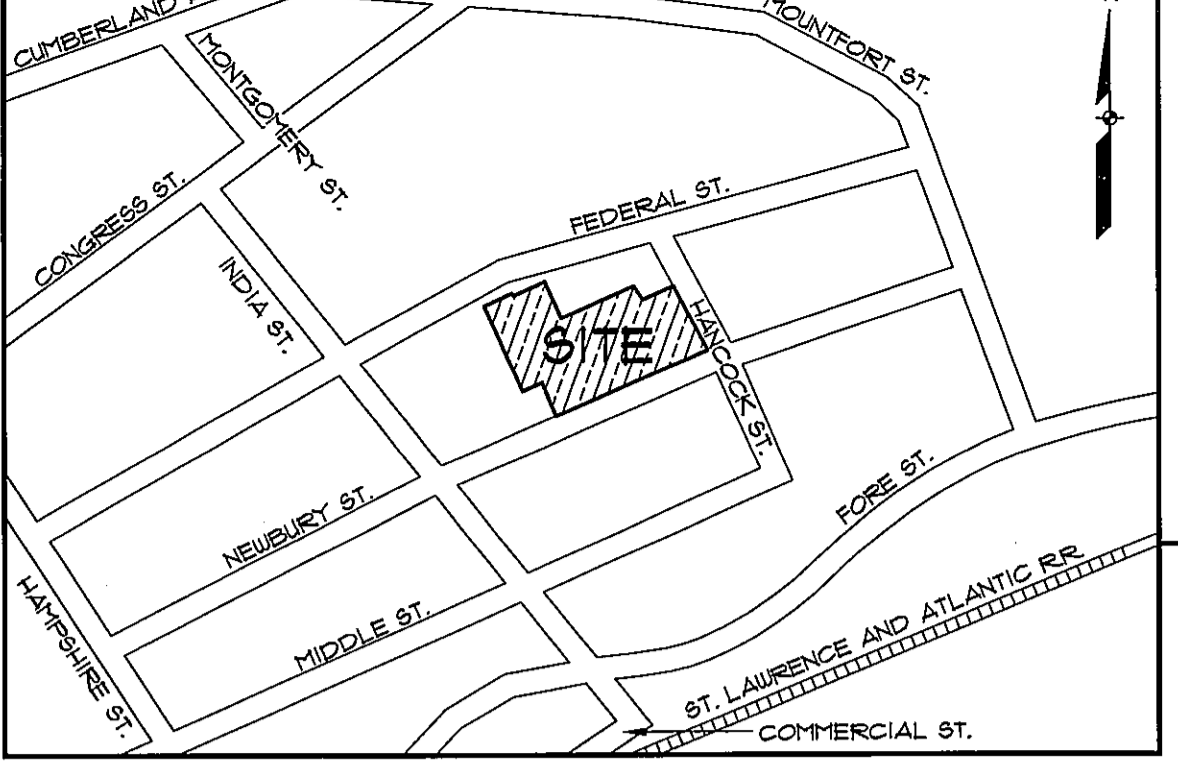 CUMBERLAND
MOUNTFORT ST.
MONTGOMERY ST.
CONGRESS ST.
FEDERAL ST.
INDIA ST.
HANCOCK ST.
SITE
FORE ST.
NEWBURY ST.
HAMPSHIRE ST.
MIDDLE ST.
ST. LAWRENCE AND ATLANTIC RR
COMMERCIAL ST.